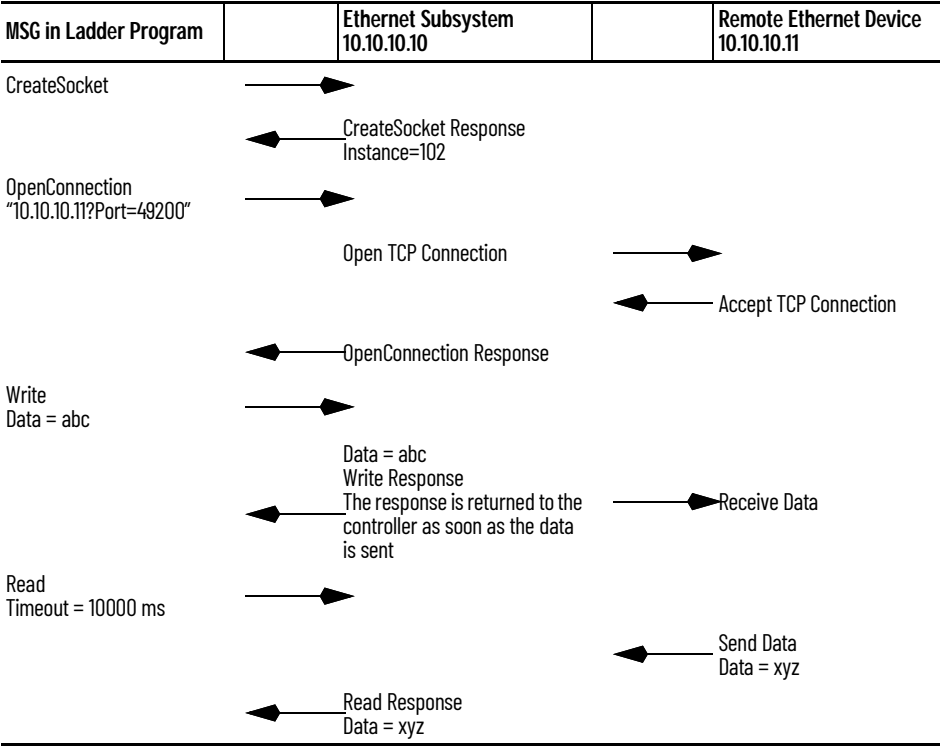 MSG in Ladder Program
Ethernet Subsystem
10.10.10.10
Remote Ethernet Device
10.10.10.11
CreateSocket
CreateSocket Response
Instance=102
OpenConnection
“10.10.10.11?Port=49200”
Open TCP Connection
Accept TCP Connection
OpenConnection Response
Write
Data = abc
Data = abc
Write Response
The response is returned to the
controller as soon as the data
is sent
Receive Data
Read
Timeout = 10000 ms
Send Data
Data = xyz
Read Response
Data = xyz